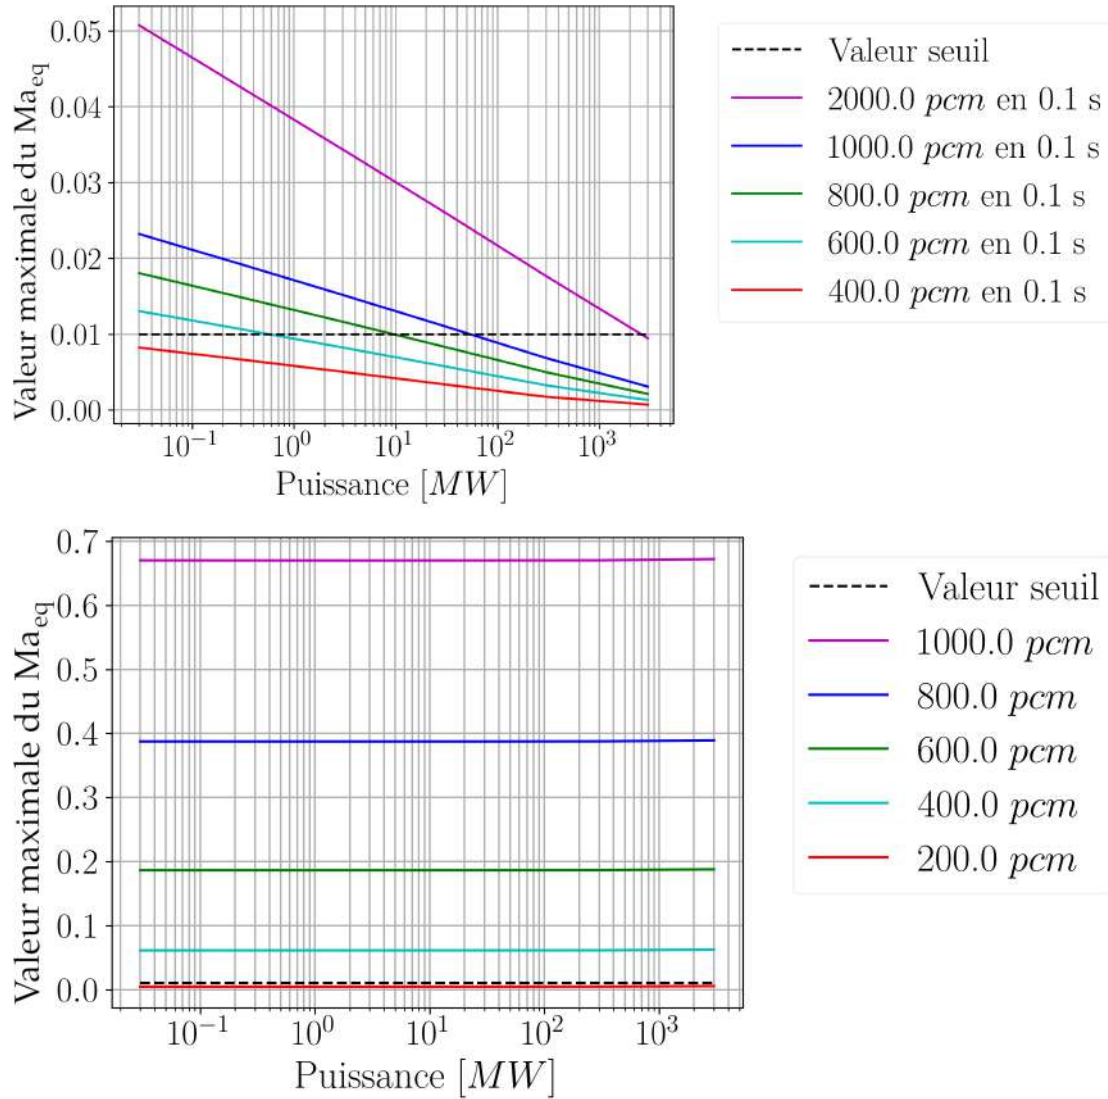 0.05
0.04
0.03
0.02
0.01
0.00
Valeur maximale du Ma_eq
10^{-1} 10^0 10^1 10^2 10^3
Puissance [MW]
Valeur seuil
2000.0 pcm en 0.1 s
1000.0 pcm en 0.1 s
800.0 pcm en 0.1 s
600.0 pcm en 0.1 s
400.0 pcm en 0.1 s
0.7
0.6
0.5
0.4
0.3
0.2
0.1
0.0
Valeur maximale du Ma_eq
10^{-1} 10^0 10^1 10^2 10^3
Puissance [MW]
Valeur seuil
1000.0 pcm
800.0 pcm
600.0 pcm
400.0 pcm
200.0 pcm